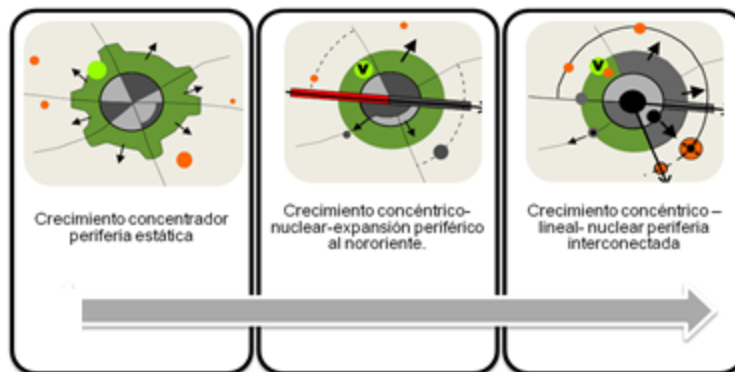 V
V
Crecimiento concentrador
periferia estática
Crecimiento concéntrico-
nuclear-expansión periférico
al nororiente.
Crecimiento concéntrico –
lineal- nuclear periferia
interconectada